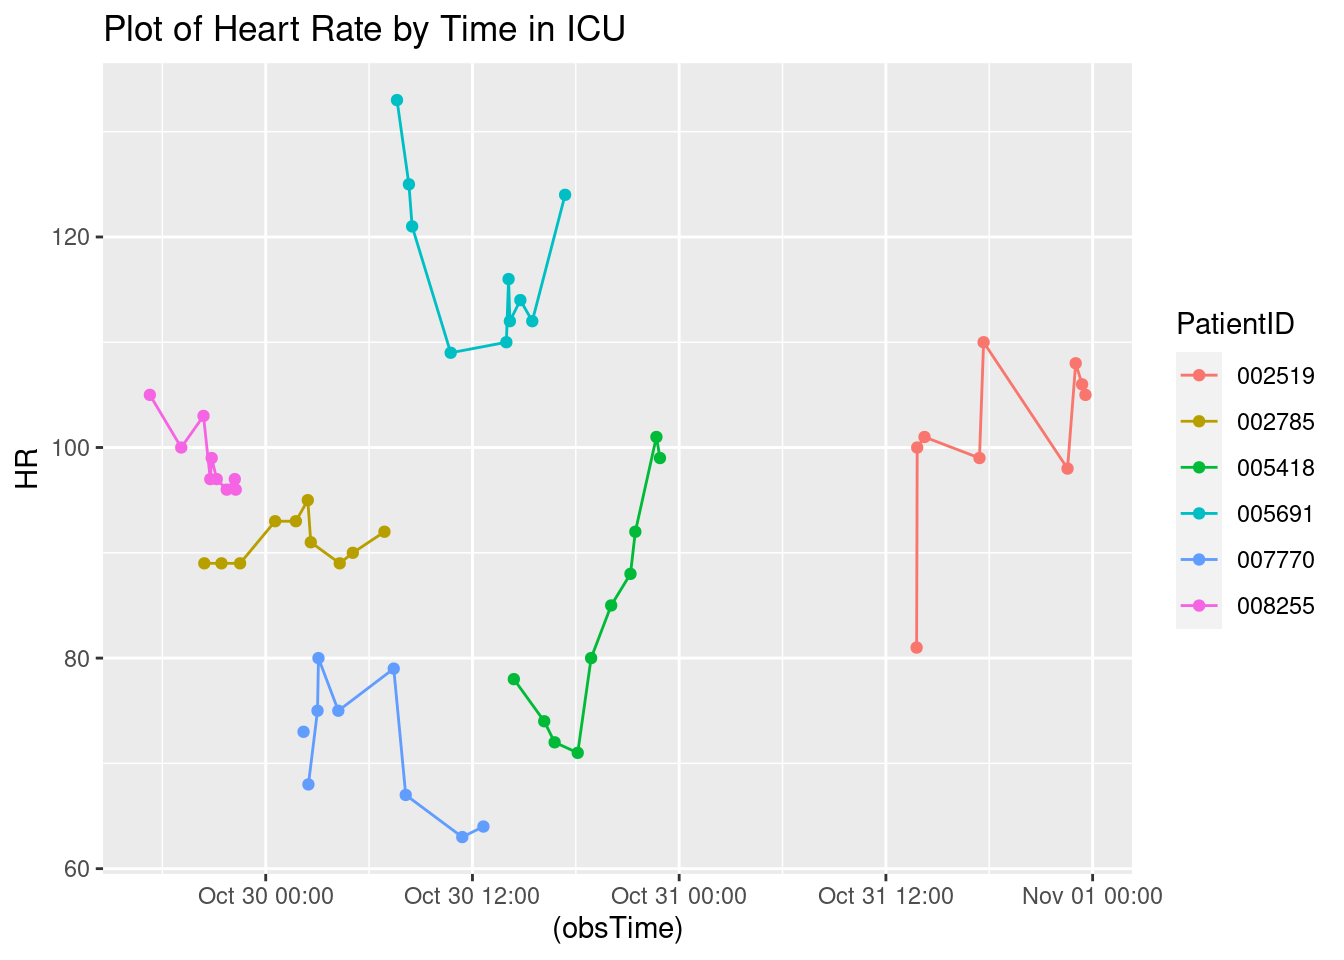 Plot of Heart Rate by Time in ICU
120
100
80
60
HR
Oct 30 00:00
Oct 30 12:00
Oct 31 00:00
Oct 31 12:00
Nov 01 00:00
(obsTime)
PatientID
002519
002785
005418
005691
007770
008255